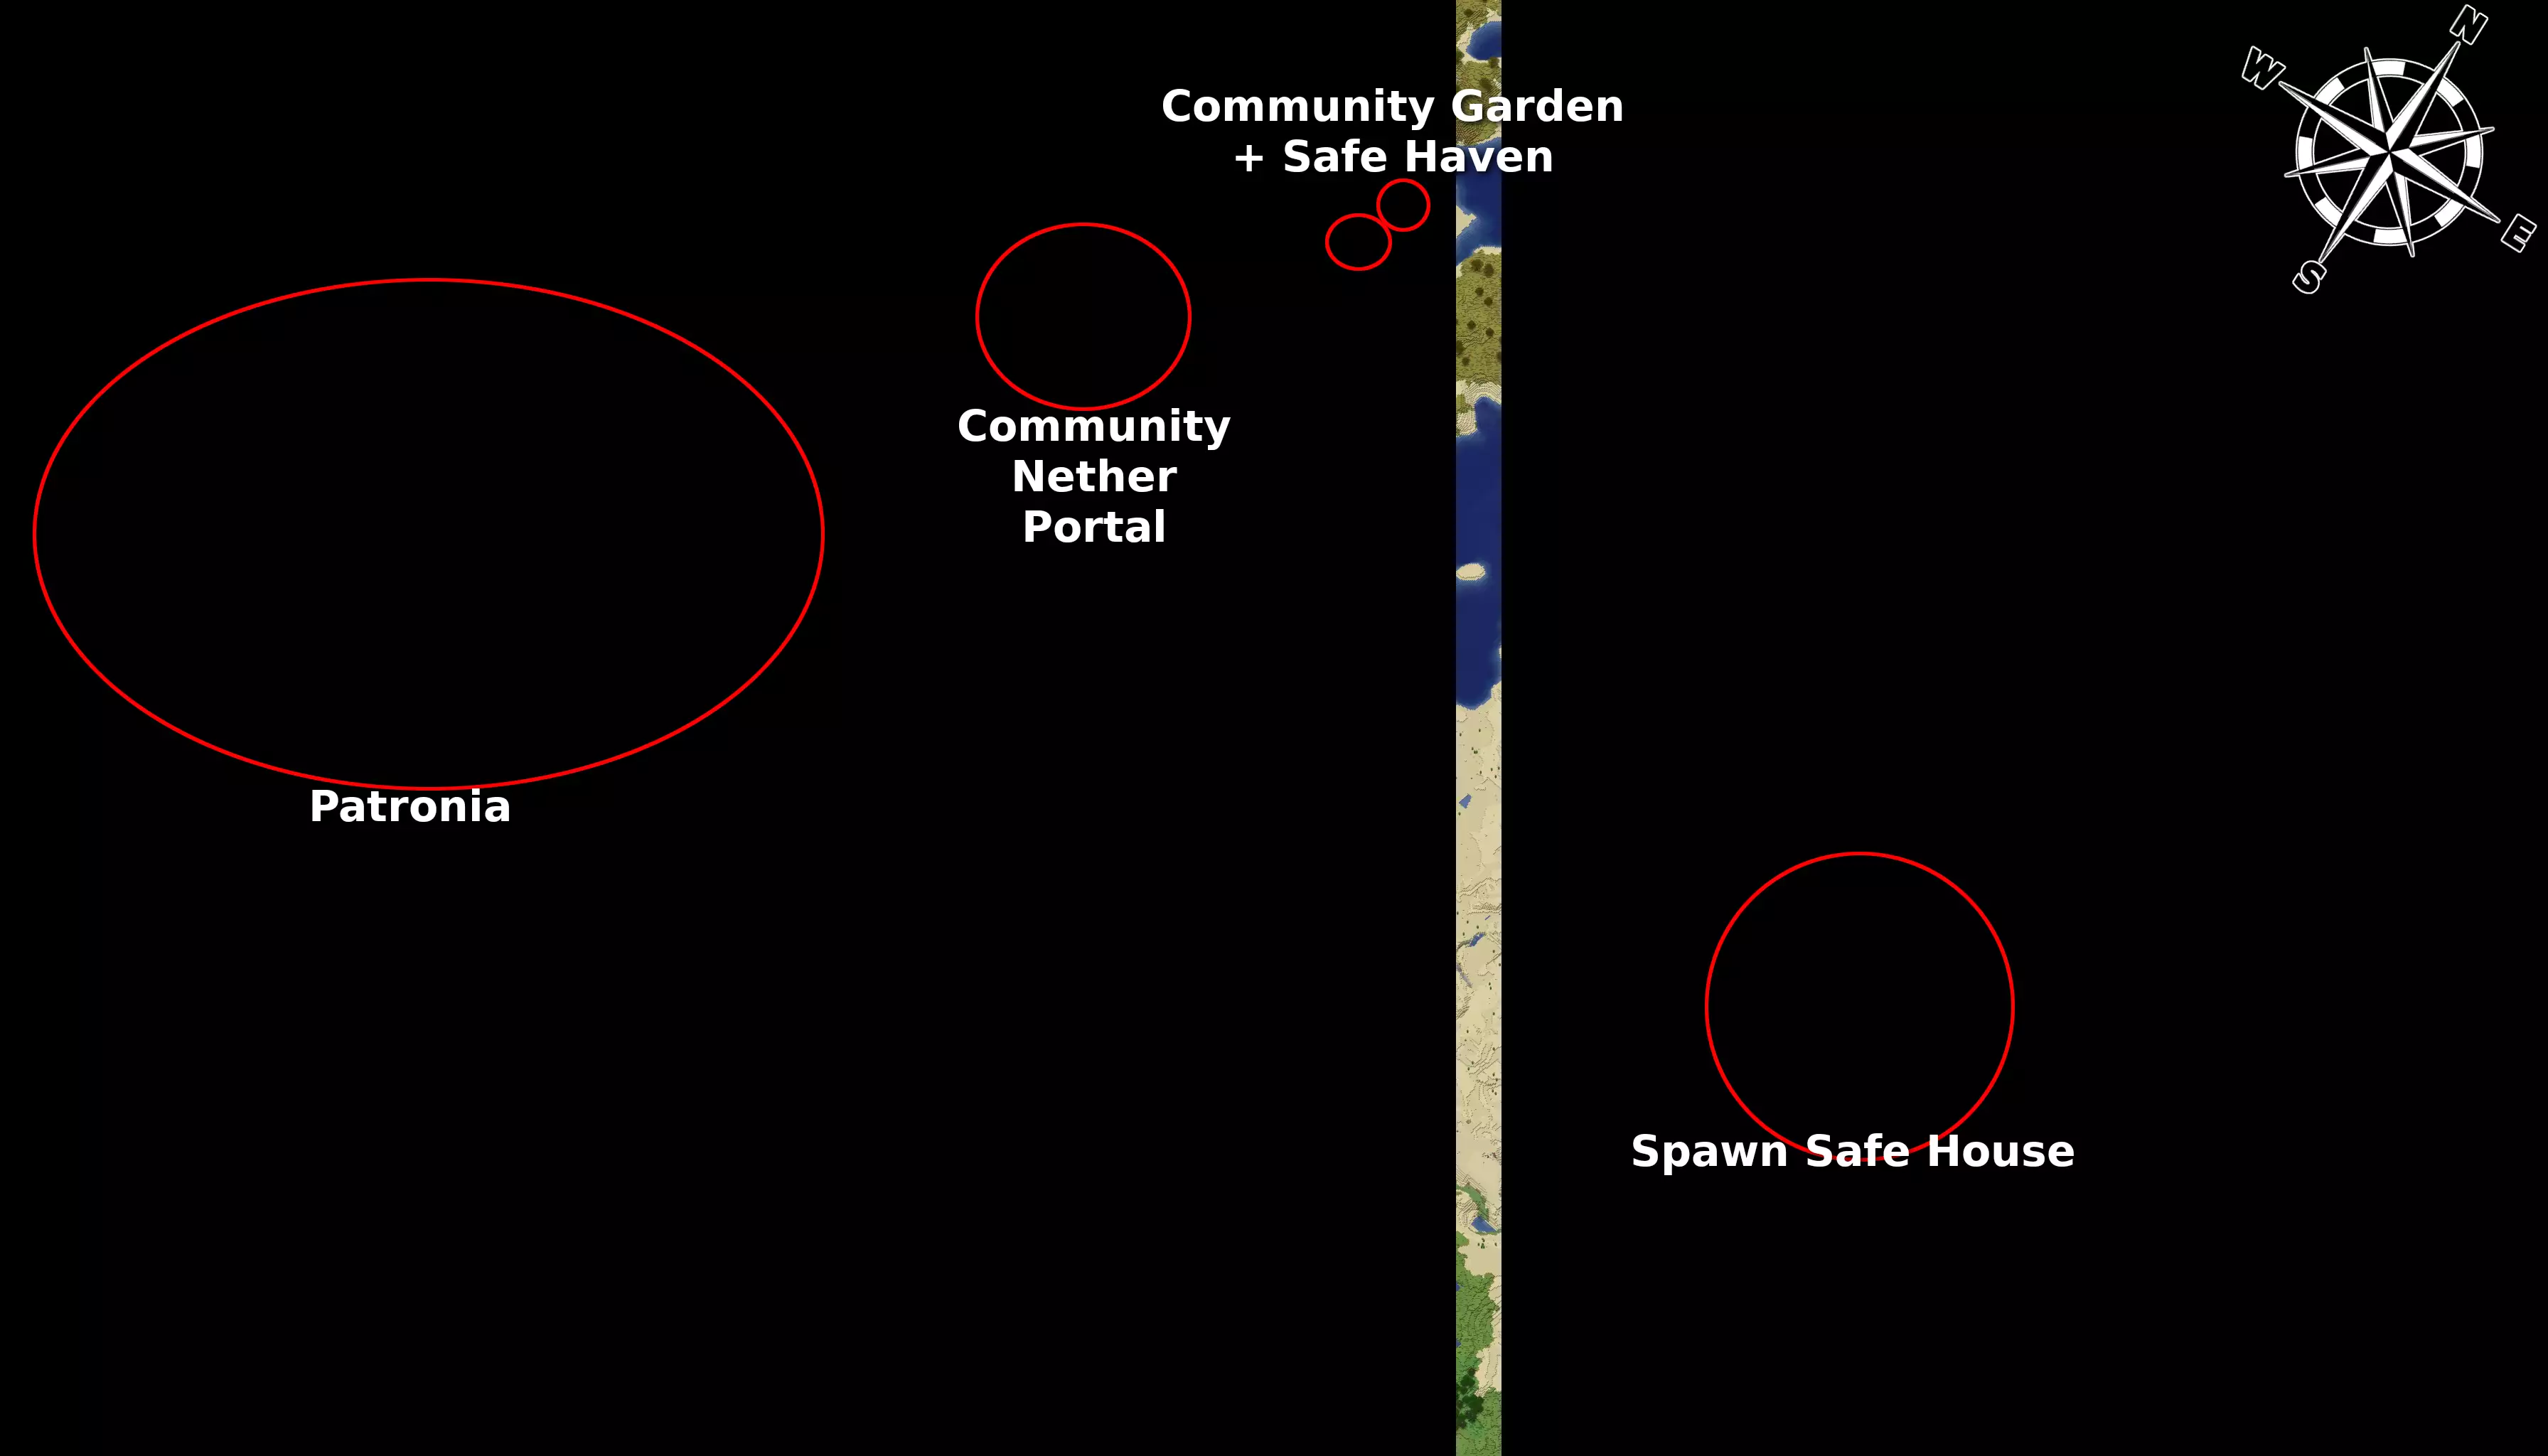 N
W
E
S
Community Garden
+ Safe Haven
Community
Nether
Portal
Patronia
Spawn Safe House